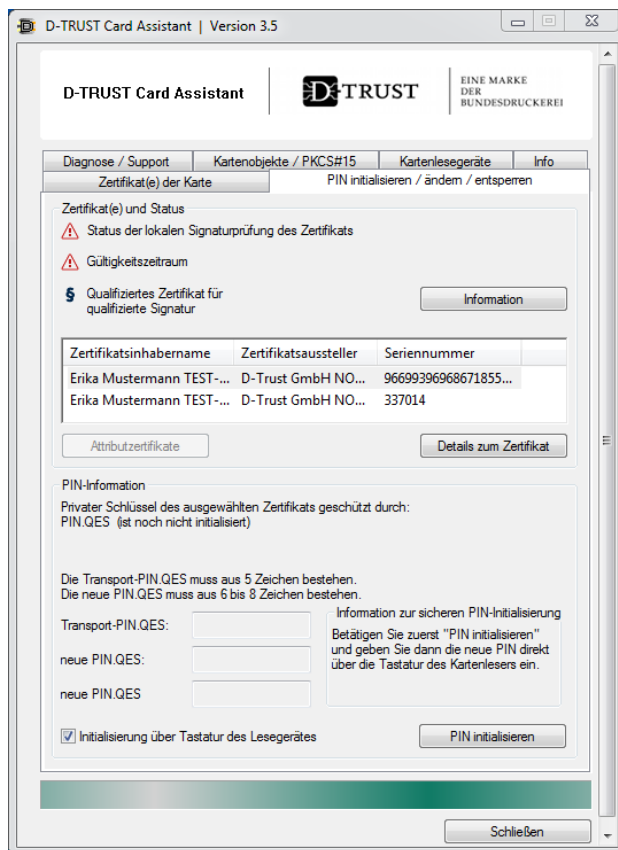 D-TRUST Card Assistant | Version 3.5
D-TRUST Card Assistant
D-TRUST
EINE MARKE
DER
BUNDESDRUCKEREI
Diagnose / Support
Kartenobjekte / PKCS#15
Kartenlesegeräte
Info
Zertifikat(e) der Karte
PIN initialisieren / ändern / entsperren
Zertifikat(e) und Status
Status der lokalen Signaturprüfung des Zertifikats
Gültigkeitszeitraum
§ Qualifiziertes Zertifikat für
qualifizierte Signatur
Information
Zertifikatsinhabername Zertifikatsaussteller Seriennummer
Erika Mustermann TEST-... D-Trust GmbH NO... 96699396968671855...
Erika Mustermann TEST-... D-Trust GmbH NO... 337014
Attributzertifikate
Details zum Zertifikat
PIN-Information
Privater Schlüssel des ausgewählten Zertifikats geschützt durch:
PIN.QES (ist noch nicht initialisiert)
Die Transport-PIN.QES muss aus 5 Zeichen bestehen.
Die neue PIN.QES muss aus 6 bis 8 Zeichen bestehen.
Transport-PIN.QES:
neue PIN.QES:
neue PIN.QES
Information zur sicheren PIN-Initialisierung
Betätigen Sie zuerst "PIN initialisieren"
und geben Sie dann die neue PIN direkt
über die Tastatur des Kartenlesers ein.
Initialisierung über Tastatur des Lesegerätes
PIN initialisieren
Schließen